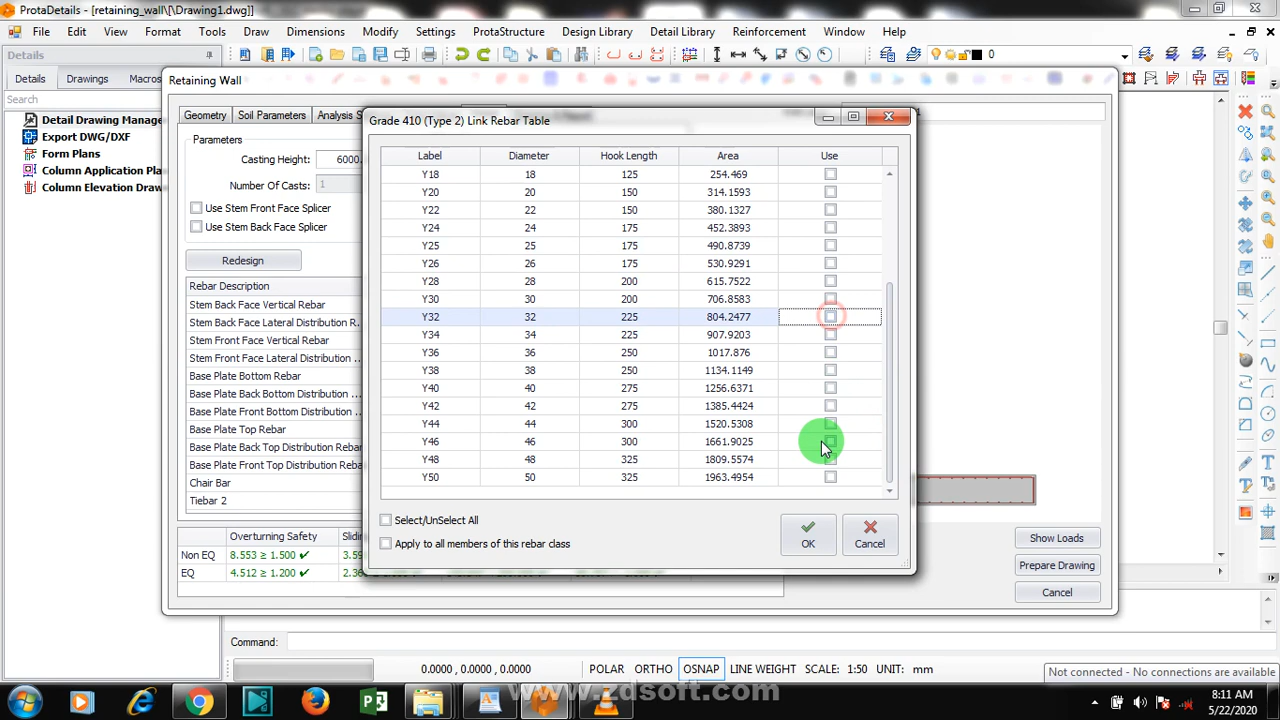 ProtaDetails - [retaining_wall\[\Drawing1.dwg]]
File Edit View Format Tools Draw Dimensions Modify Settings ProtaStructure Design Library Detail Library Reinforcement Window Help
Details
0
Details Drawings Macros
Search
Detail Drawing Manag
Export DWG/DXF
Form Plans
Column Application Plan
Column Elevation Draw
Retaining Wall
Geometry Soil Parameters Analysis S
Parameters
Casting Height: 6000.
Number Of Casts: 1
Use Stem Front Face Splicer
Use Stem Back Face Splicer
Redesign
Rebar Description
Stem Back Face Vertical Rebar
Stem Back Face Lateral Distribution R...
Stem Front Face Vertical Rebar
Stem Front Face Lateral Distribution ...
Base Plate Bottom Rebar
Base Plate Back Bottom Distribution ...
Base Plate Front Bottom Distribution ...
Base Plate Top Rebar
Base Plate Back Top Distribution ...
Base Plate Front Top Distribution ...
Chair Bar
Tiebar 2
Overturning Safety Slidin
Non EQ 8.553 ≥ 1.500 ✔ 3.59
EQ 4.512 ≥ 1.200 ✔ 2.36
Grade 410 (Type 2) Link Rebar Table
Label Diameter Hook Length Area Use
Y18 18 125 254.469
Y20 20 150 314.1593
Y22 22 150 380.1327
Y24 24 175 452.3893
Y25 25 175 490.8739
Y26 26 175 530.9291
Y28 28 200 615.7522
Y30 30 200 706.8583
Y32 32 225 804.2477
Y34 34 225 907.9203
Y36 36 250 1017.876
Y38 38 250 1134.1149
Y40 40 275 1256.6371
Y42 42 275 1385.4424
Y44 44 300 1520.5308
Y46 46 300 1661.9025
Y48 48 325 1809.5574
Y50 50 325 1963.4954
Select/UnSelect All
Apply to all members of this rebar class
OK Cancel
Show Loads
Prepare Drawing
Cancel
Command:
0.0000 , 0.0000 , 0.0000 POLAR ORTHO OSNAP LINE WEIGHT SCALE: 1:50 UNIT: mm
Not connected - No connections are available
www.zdsoft.com
8:11 AM
5/22/2020